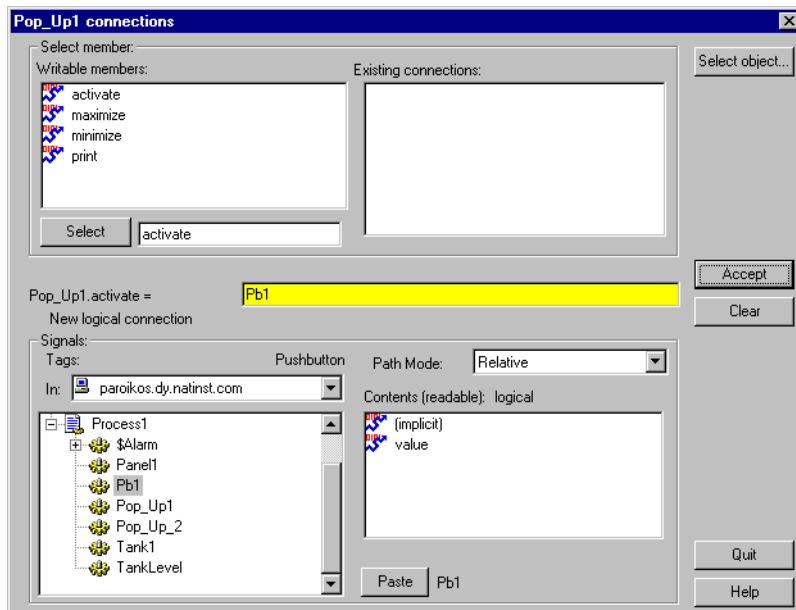 Pop_Up1 connections
Select member:
Writable members:
activate
maximize
minimize
print
Select
activate
Existing connections:
Select object...
Pop_Up1.activate =
Pb1
New logical connection
Accept
Clear
Signals:
Tags:
Pushbutton
In:
paroikos.dy.natinst.com
Process1
$Alarm
Panel1
Pb1
Pop_Up1
Pop_Up_2
Tank1
TankLevel
Path Mode:
Relative
Contents (readable): logical
(implicit)
value
Paste
Pb1
Quit
Help